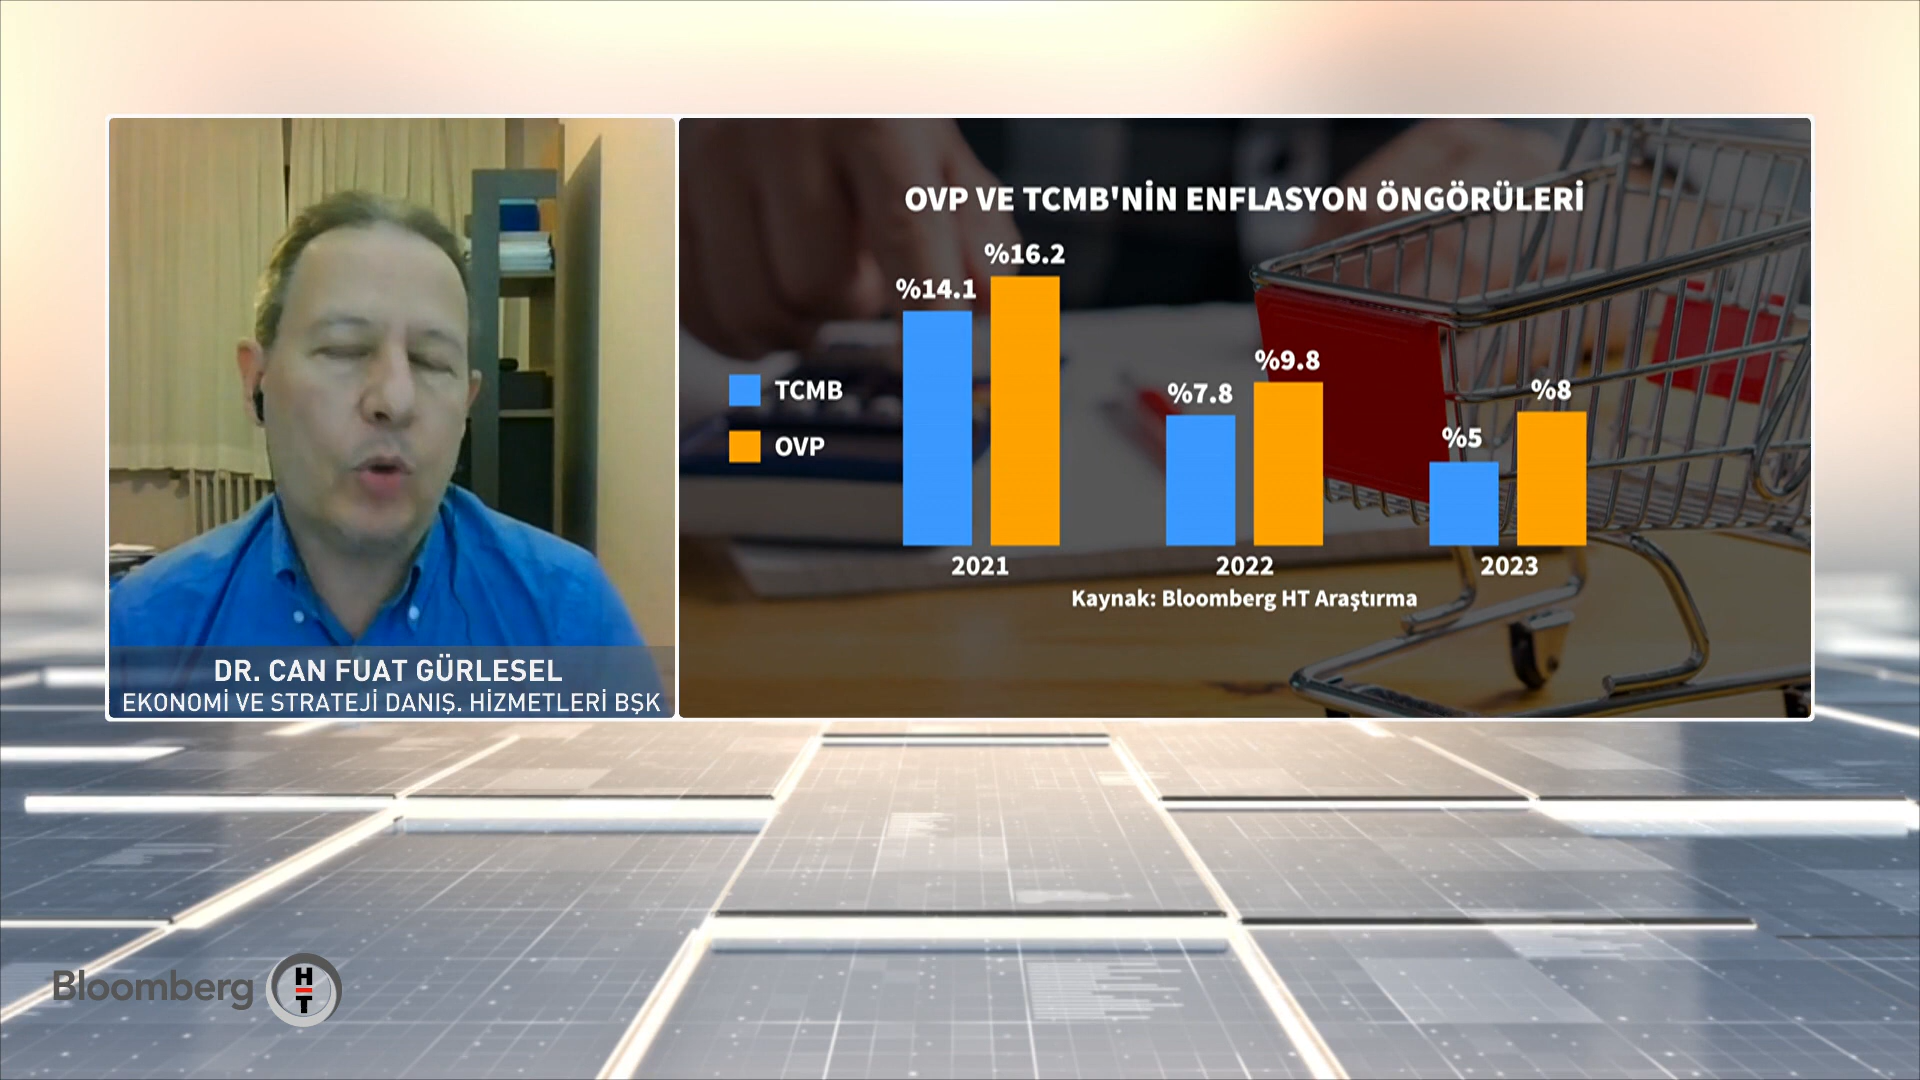 OVP VE TCMB'NİN ENFLASYON ÖNGÖRÜLERİ
%14.1
%16.2
%7.8
%9.8
%5
%8
TCMB
OVP
2021
2022
2023
Kaynak: Bloomberg HT Araştırma
DR. CAN FUAT GÜRLESEL
EKONOMİ VE STRATEJİ DANIŞ. HİZMETLERİ BŞK
Bloomberg HT